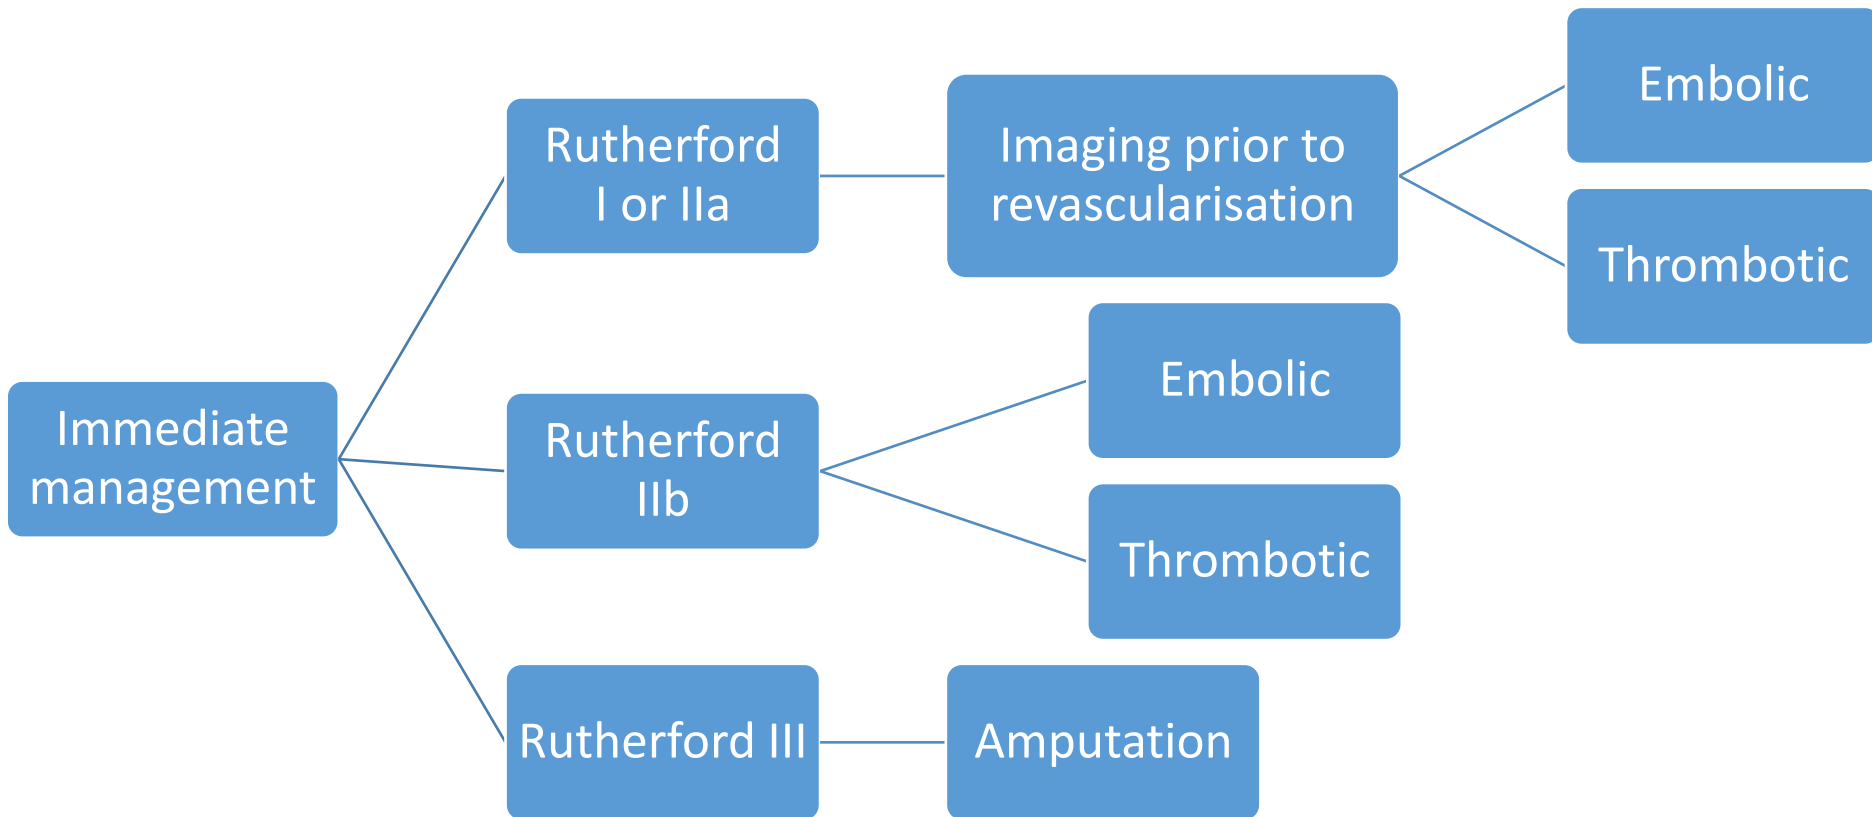 Immediate
management
Rutherford
I or IIa
Imaging prior to
revascularisation
Embolic
Thrombotic
Rutherford
IIb
Embolic
Thrombotic
Rutherford III
Amputation